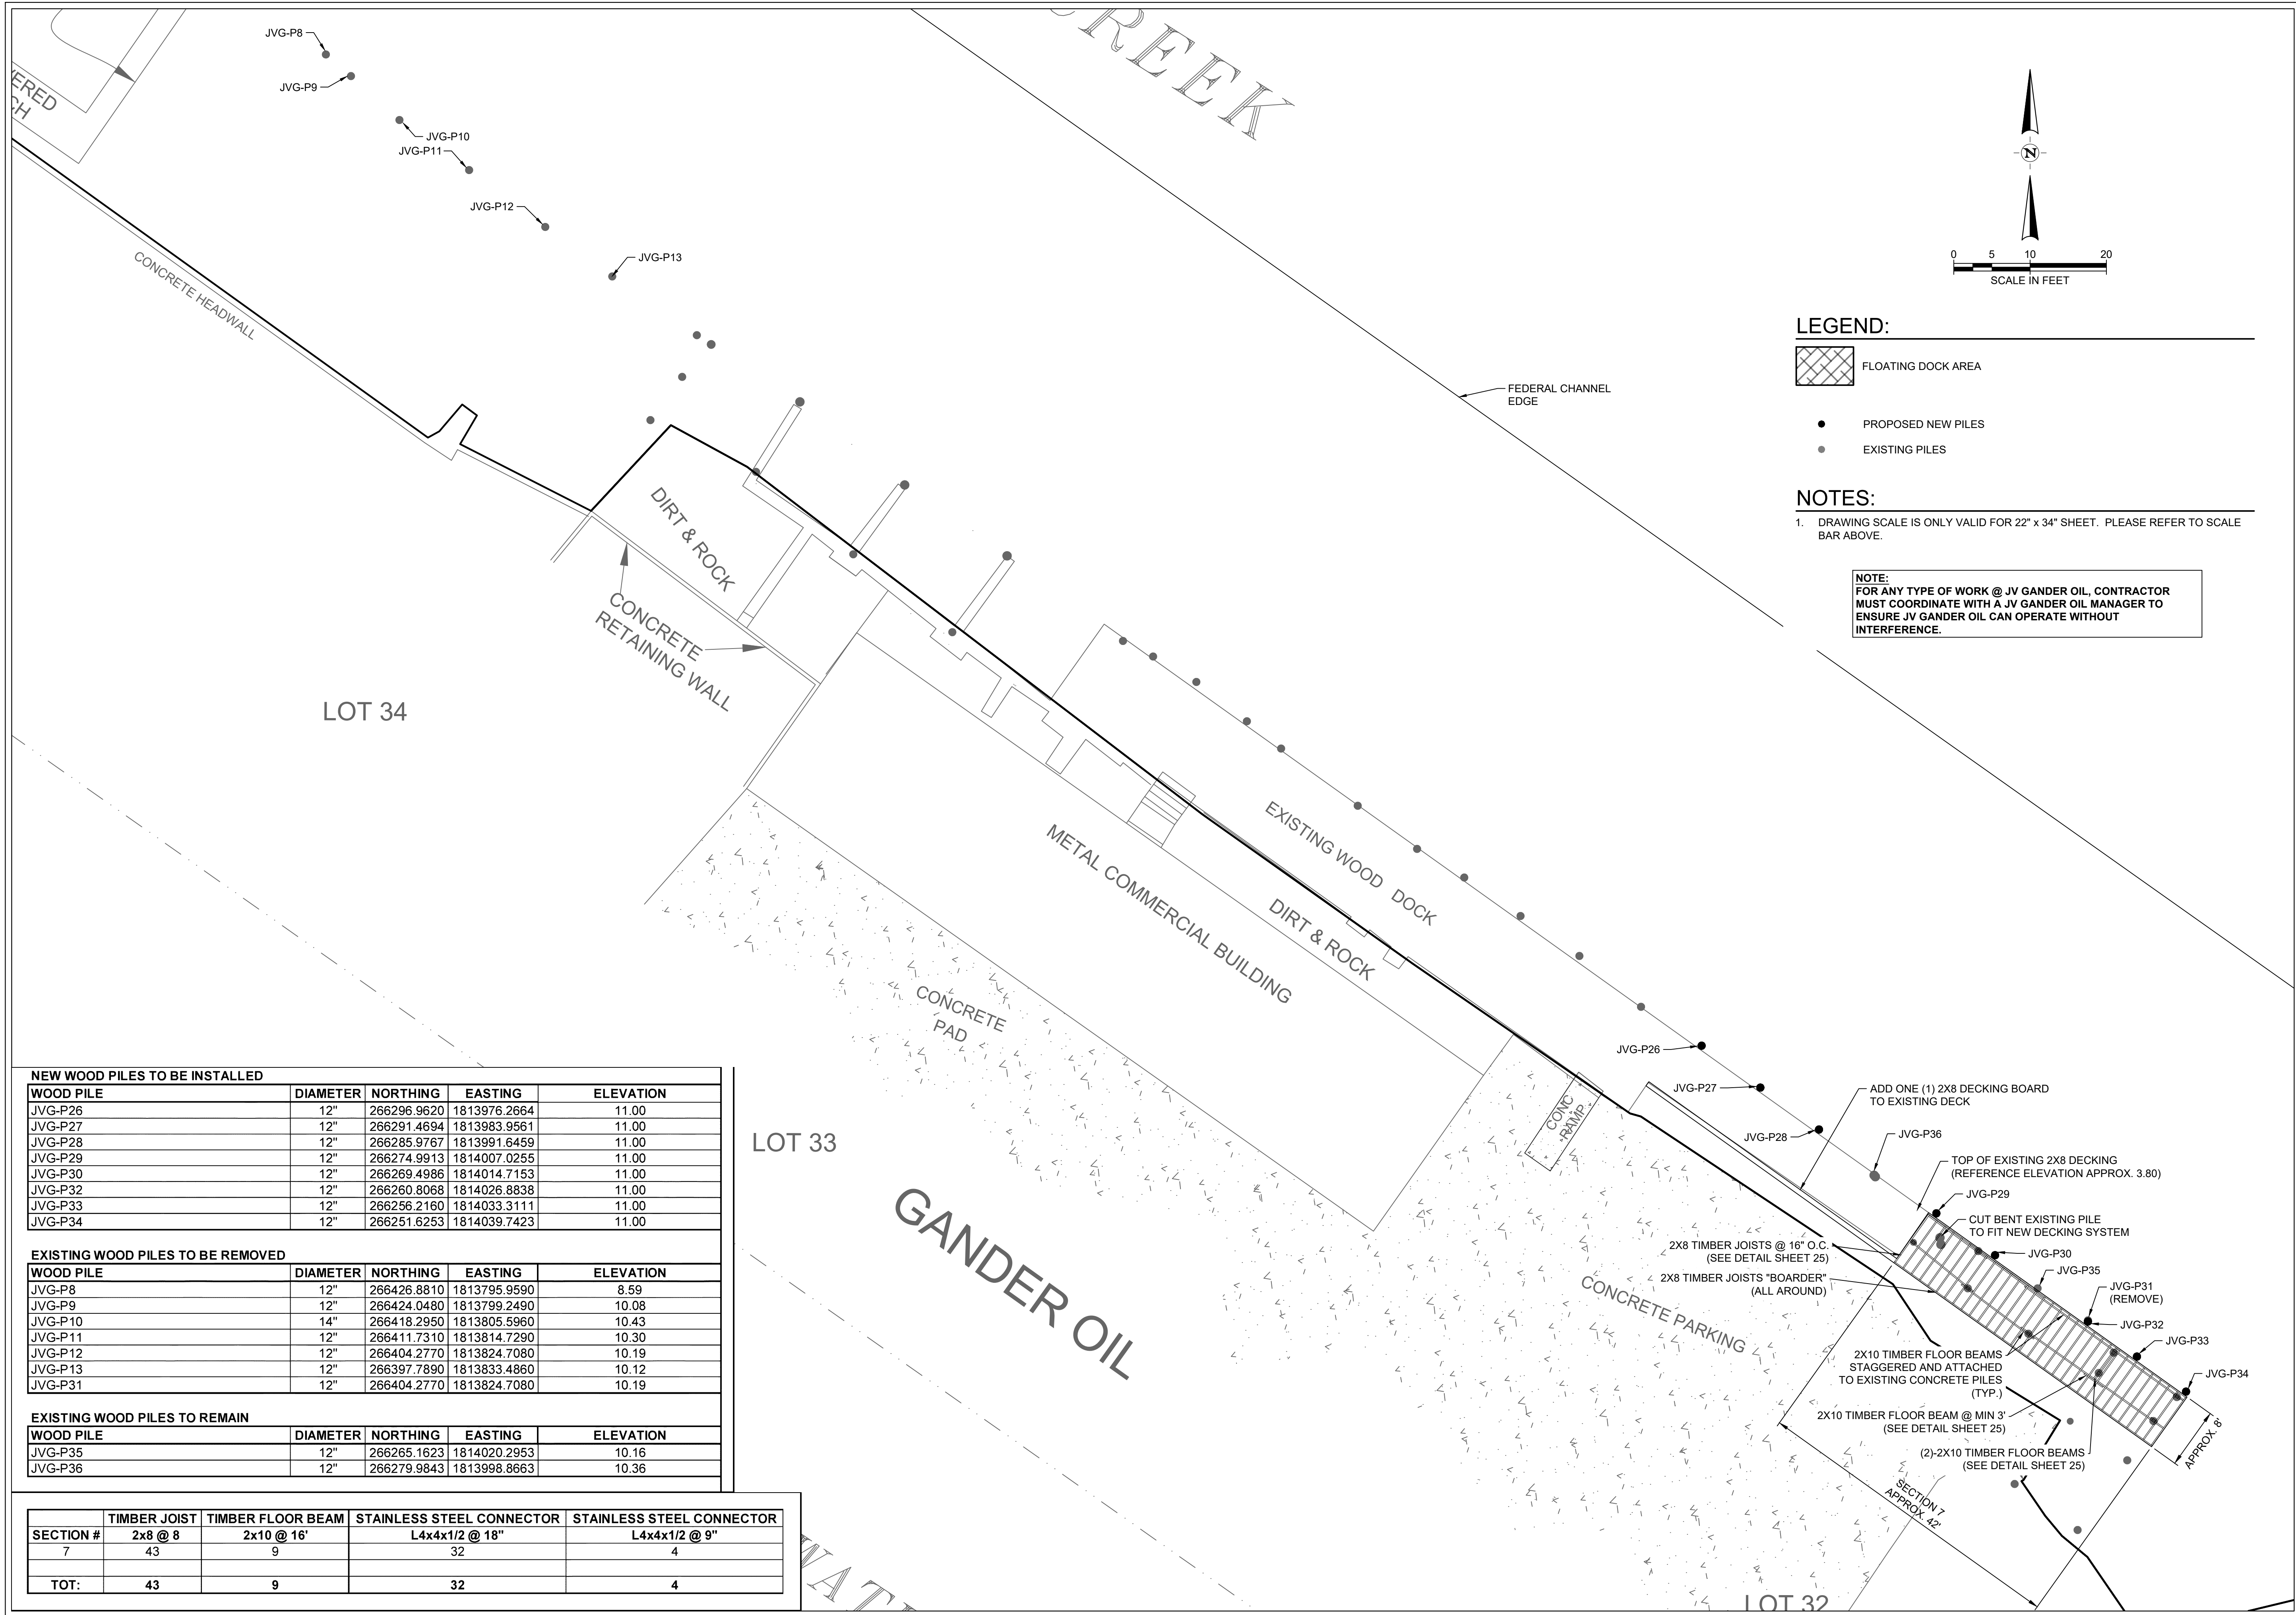 CREEK
JVG-P8
JVG-P9
JVG-P10
JVG-P11
JVG-P12
JVG-P13
CONCRETE HEADWALL
0 5 10 20
SCALE IN FEET
N
LEGEND:
FLOATING DOCK AREA
PROPOSED NEW PILES
EXISTING PILES
NOTES:
1. DRAWING SCALE IS ONLY VALID FOR 22" x 34" SHEET. PLEASE REFER TO SCALE
BAR ABOVE.
NOTE:
FOR ANY TYPE OF WORK @ JV GANDER OIL, CONTRACTOR
MUST COORDINATE WITH A JV GANDER OIL MANAGER TO
ENSURE JV GANDER OIL CAN OPERATE WITHOUT
INTERFERENCE.
FEDERAL CHANNEL
EDGE
DIRT & ROCK
CONCRETE
RETAINING WALL
LOT 34
EXISTING WOOD DOCK
METAL COMMERCIAL BUILDING
DIRT & ROCK
CONCRETE
PAD
LOT 33
GANDER OIL
CONC
RAMP
CONCRETE PARKING
JVG-P26
JVG-P27
JVG-P28
ADD ONE (1) 2X8 DECKING BOARD
TO EXISTING DECK
JVG-P36
TOP OF EXISTING 2X8 DECKING
(REFERENCE ELEVATION APPROX. 3.80)
JVG-P29
CUT BENT EXISTING PILE
TO FIT NEW DECKING SYSTEM
JVG-P30
JVG-P35
JVG-P31
(REMOVE)
JVG-P32
JVG-P33
JVG-P34
2X8 TIMBER JOISTS @ 16" O.C.
(SEE DETAIL SHEET 25)
2X8 TIMBER JOISTS "BOARDER"
(ALL AROUND)
2X10 TIMBER FLOOR BEAMS
STAGGERED AND ATTACHED
TO EXISTING CONCRETE PILES
(TYP.)
2X10 TIMBER FLOOR BEAM @ MIN 3'
(SEE DETAIL SHEET 25)
(2)-2X10 TIMBER FLOOR BEAMS
(SEE DETAIL SHEET 25)
APPROX. 8'
SECTION 7
APPROX. 42'
LOT 32
NEW WOOD PILES TO BE INSTALLED
WOOD PILE DIAMETER NORTHING EASTING ELEVATION
JVG-P26 12" 266296.9620 1813976.2664 11.00
JVG-P27 12" 266291.4694 1813983.9561 11.00
JVG-P28 12" 266285.9767 1813991.6459 11.00
JVG-P29 12" 266274.9913 1814007.0255 11.00
JVG-P30 12" 266269.4986 1814014.7153 11.00
JVG-P32 12" 266260.8068 1814026.8838 11.00
JVG-P33 12" 266256.2160 1814033.3111 11.00
JVG-P34 12" 266251.6253 1814039.7423 11.00
EXISTING WOOD PILES TO BE REMOVED
WOOD PILE DIAMETER NORTHING EASTING ELEVATION
JVG-P8 12" 266426.8810 1813795.9590 8.59
JVG-P9 12" 266424.0480 1813799.2490 10.08
JVG-P10 14" 266418.2950 1813805.5960 10.43
JVG-P11 12" 266411.7310 1813814.7290 10.30
JVG-P12 12" 266404.2770 1813824.7080 10.19
JVG-P13 12" 266397.7890 1813833.4860 10.12
JVG-P31 12" 266404.2770 1813824.7080 10.19
EXISTING WOOD PILES TO REMAIN
WOOD PILE DIAMETER NORTHING EASTING ELEVATION
JVG-P35 12" 266265.1623 1814020.2953 10.16
JVG-P36 12" 266279.9843 1813998.8663 10.36
TIMBER JOIST TIMBER FLOOR BEAM STAINLESS STEEL CONNECTOR STAINLESS STEEL CONNECTOR
SECTION # 2x8 @ 8 2x10 @ 16' L4x4x1/2 @ 18" L4x4x1/2 @ 9"
7 43 9 32 4
TOT: 43 9 32 4